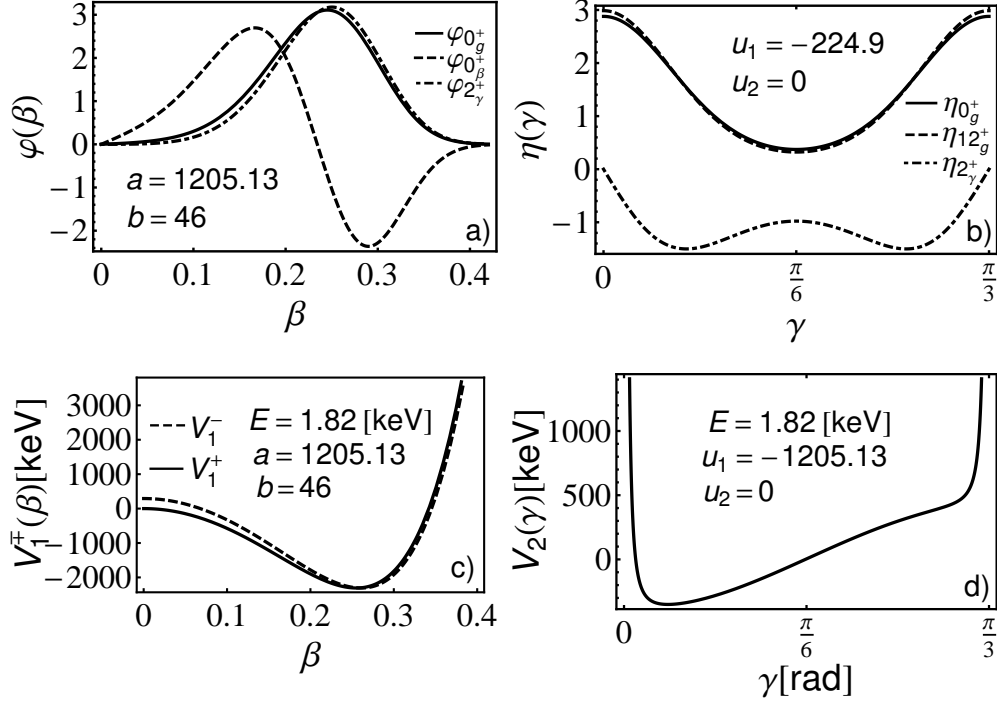 3
2
1
0
−1
−2
φ(β)
φ0g+
φ0β+
φ2γ+
a = 1205.13
b = 46
a)
0 0.1 0.2 0.3 0.4
β
3
2
1
0
−1
η(γ)
u1 = −224.9
u2 = 0
η0g+
η12g+
η2γ+
b)
0 π/6 π/3
γ
3000
2000
1000
0
−1000
−2000
V1∓(β)[keV]
V1−
V1+
E = 1.82 [keV]
a = 1205.13
b = 46
c)
0 0.1 0.2 0.3 0.4
β
1000
500
0
V2(γ)[keV]
E = 1.82 [keV]
u1 = −1205.13
u2 = 0
d)
0 π/6 π/3
γ[rad]